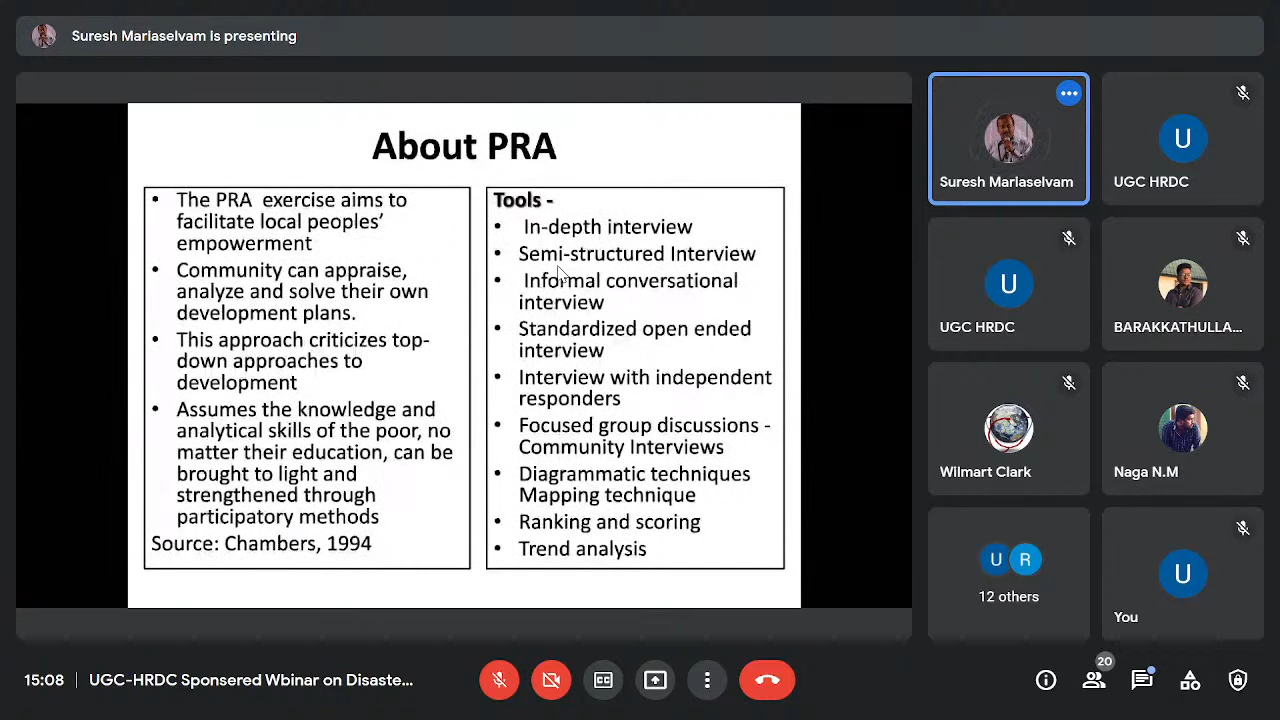 Suresh Mariaselvam is presenting
About PRA
• The PRA exercise aims to
facilitate local peoples’
empowerment
• Community can appraise,
analyze and solve their own
development plans.
• This approach criticizes top-
down approaches to
development
• Assumes the knowledge and
analytical skills of the poor, no
matter their education, can be
brought to light and
strengthened through
participatory methods
Source: Chambers, 1994
Tools -
• In-depth interview
• Semi-structured Interview
• Informal conversational
interview
• Standardized open ended
interview
• Interview with independent
responders
• Focused group discussions -
Community Interviews
• Diagrammatic techniques
Mapping technique
• Ranking and scoring
• Trend analysis
Suresh Mariaselvam
U
UGC HRDC
U
UGC HRDC
BARAKKATHULLA...
Wilmart Clark
Naga N.M
U R
12 others
U
You
15:08 | UGC-HRDC Sponsered Wbinar on Disaste...
CC
20